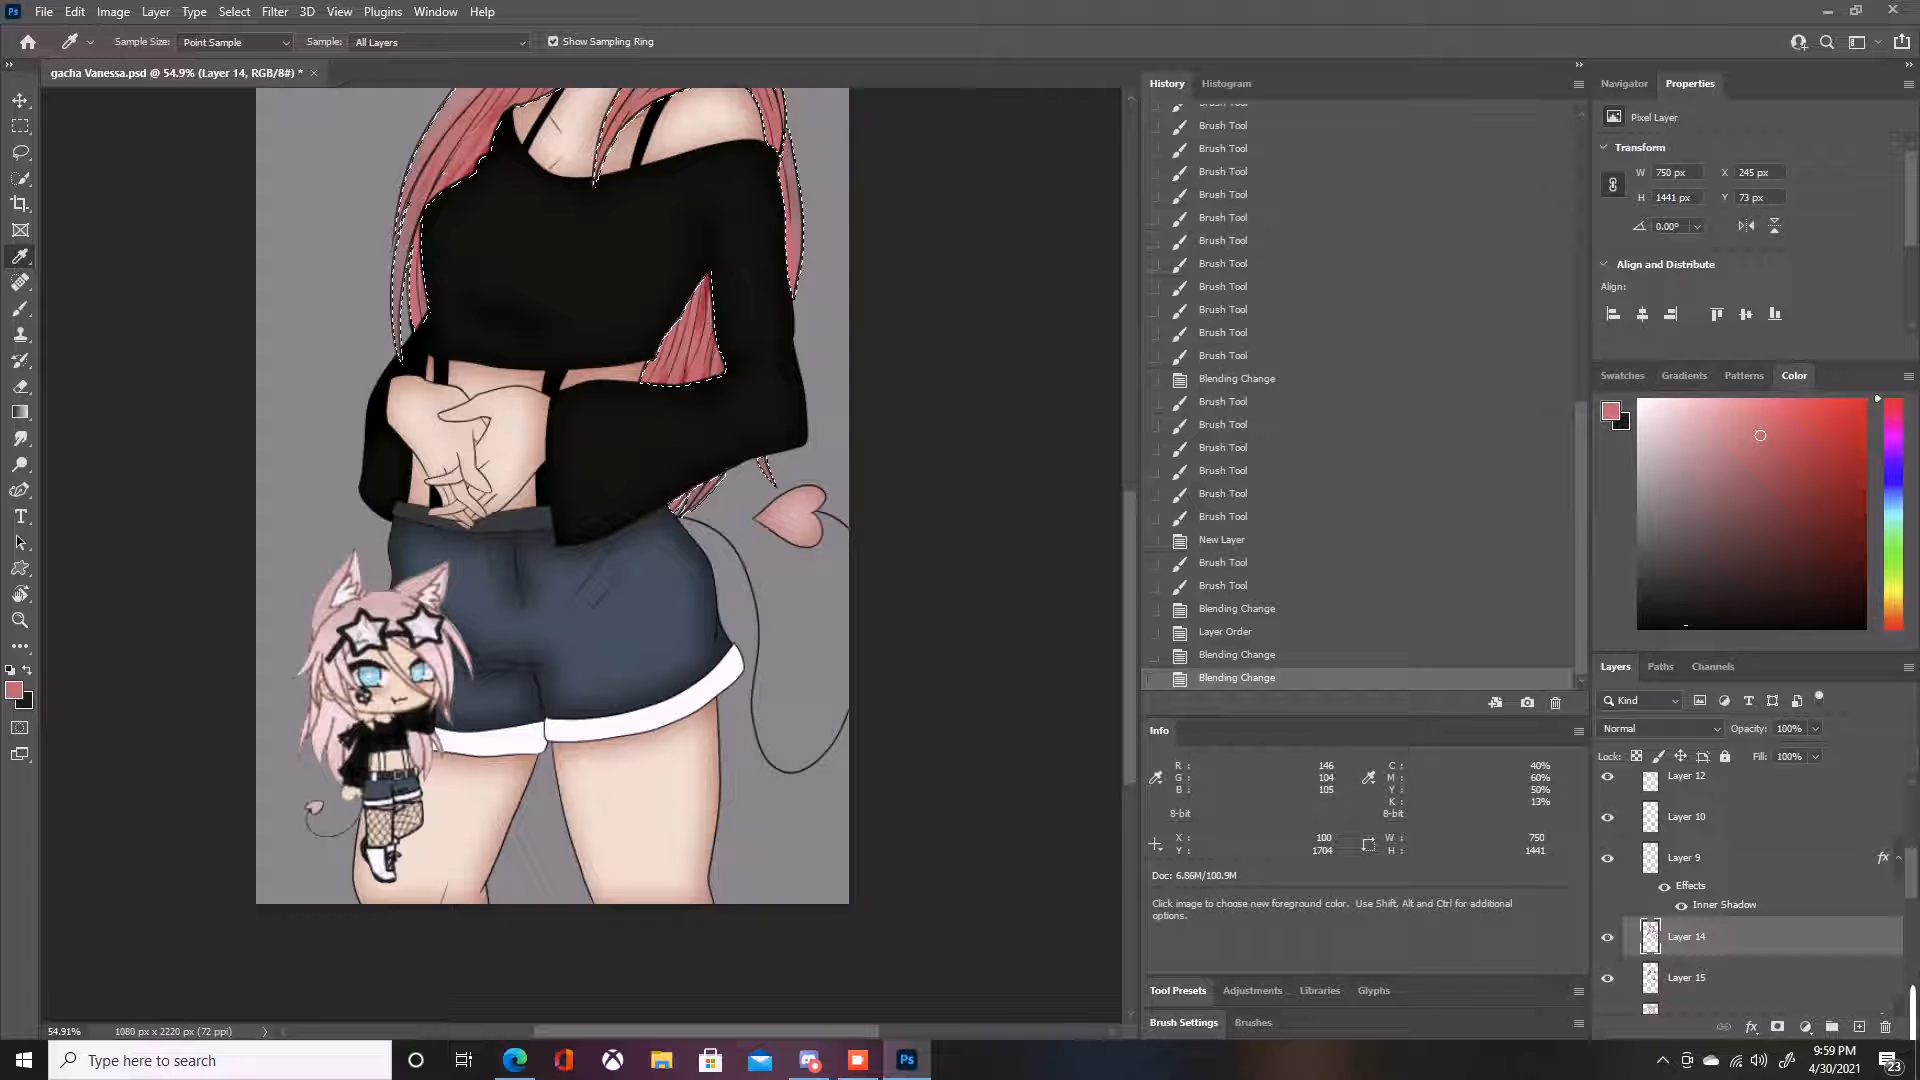 Ps File Edit Image Layer Type Select Filter 3D View Plugins Window Help
Sample Size: Point Sample Sample: All Layers Show Sampling Ring
gacha Vanessa.psd @ 54.9% (Layer 14, RGB/8#) * ×
History Histogram
Brush Tool
Brush Tool
Brush Tool
Brush Tool
Brush Tool
Brush Tool
Brush Tool
Brush Tool
Brush Tool
Brush Tool
Brush Tool
Brush Tool
Blending Change
Brush Tool
Brush Tool
Brush Tool
Brush Tool
Brush Tool
Brush Tool
New Layer
Brush Tool
Brush Tool
Blending Change
Layer Order
Blending Change
Blending Change
Info
R : 146 C : 40%
G : 104 M : 60%
B : 105 Y : 50%
K : 13%
8-bit 8-bit
X : 100 W : 750
Y : 1704 H : 1441
Doc: 6.86M/100.9M
Click image to choose new foreground color. Use Shift, Alt and Ctrl for additional
options.
Tool Presets Adjustments Libraries Glyphs
Brush Settings Brushes
Navigator Properties
Pixel Layer
Transform
W 750 px X 245 px
H 1441 px Y 73 px
0.00°
Align and Distribute
Align:
Swatches Gradients Patterns Color
Layers Paths Channels
Kind
Normal Opacity: 100%
Lock: Fill: 100%
Layer 12
Layer 10
Layer 9 fx
Effects
Inner Shadow
Layer 14
Layer 15
fx
54.91% 1080 px x 2220 px (72 ppi)
Type here to search
Ps
9:59 PM
4/30/2021
23